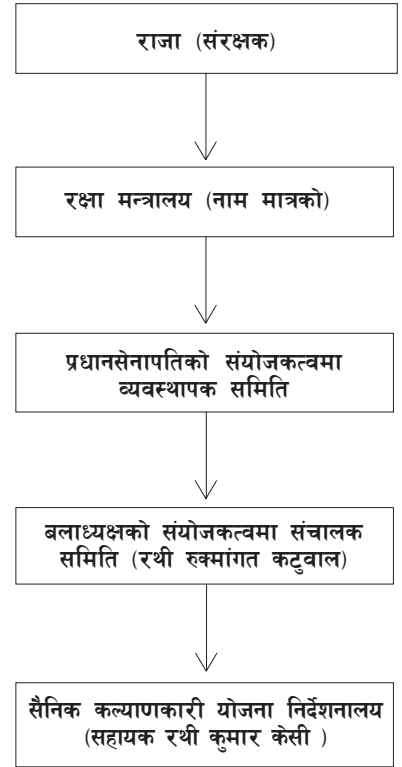 राजा (संरक्षक)
रक्षा मन्त्रालय (नाम मात्रको)
प्रधानसेनापतिको संयोजकत्वमा
व्यवस्थापक समिति
बलाध्यक्षको संयोजकत्वमा संचालक
समिति (रथी रुक्मांगत कटुवाल)
सैनिक कल्याणकारी योजना निर्देशनालय
(सहायक रथी कुमार केसी )